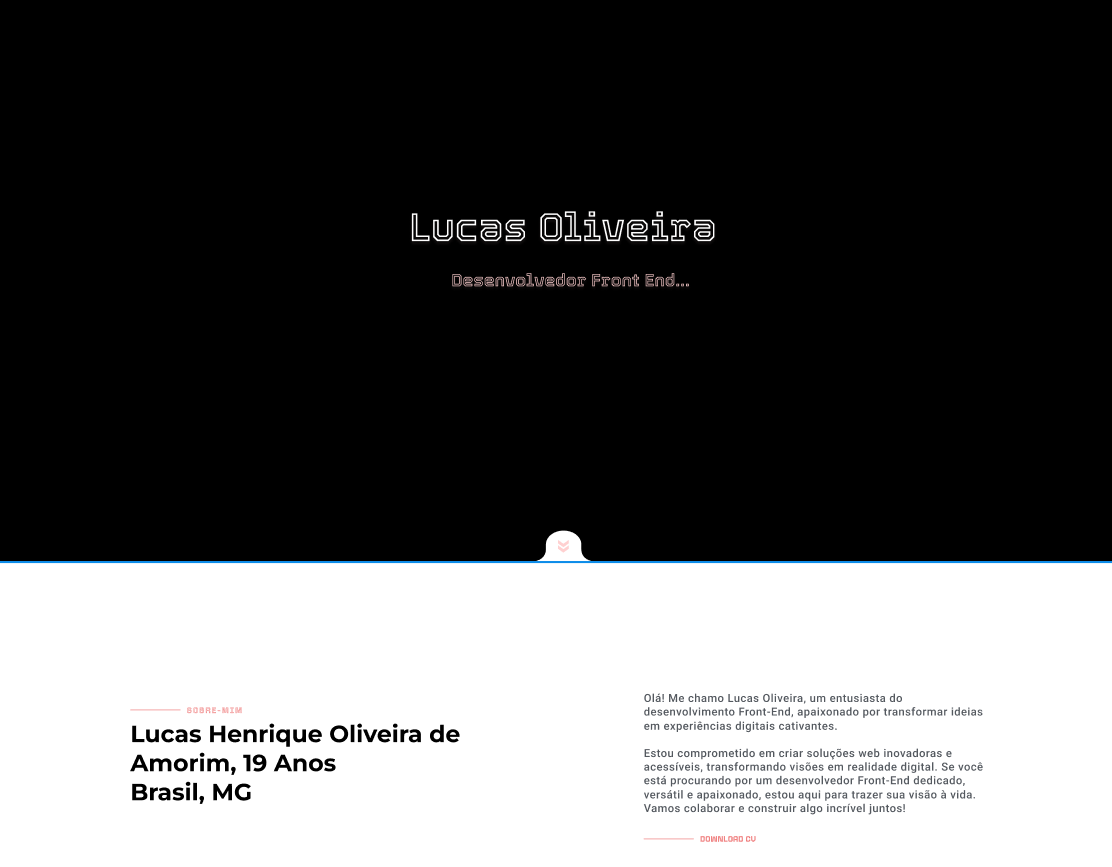 Lucas Oliveira
Desenvolvedor Front End...
SOBRE-MIM
Lucas Henrique Oliveira de
Amorim, 19 Anos
Brasil, MG
Olá! Me chamo Lucas Oliveira, um entusiasta do
desenvolvimento Front-End, apaixonado por transformar ideias
em experiências digitais cativantes.
Estou comprometido em criar soluções web inovadoras e
acessíveis, transformando visões em realidade digital. Se você
está procurando por um desenvolvedor Front-End dedicado,
versátil e apaixonado, estou aqui para trazer sua visão à vida.
Vamos colaborar e construir algo incrível juntos!
DOWNLOAD CV